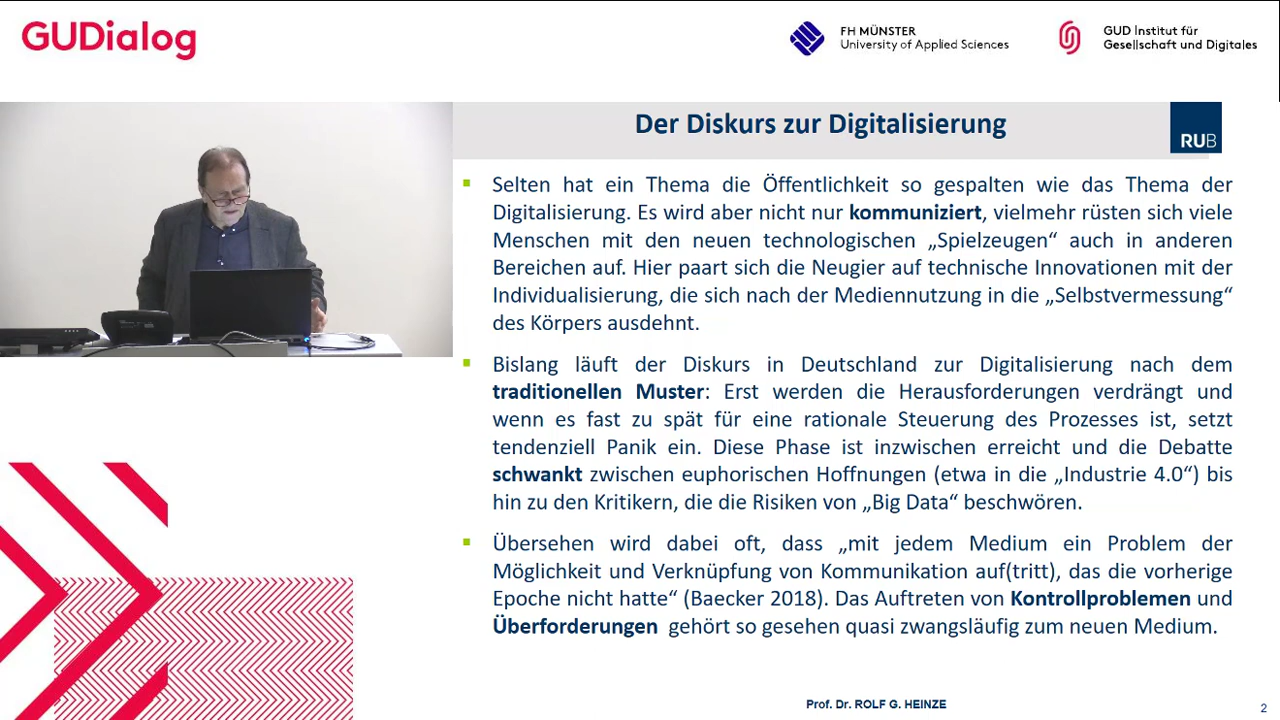 GUDialog
FH MÜNSTER
University of Applied Sciences
GUD Institut für
Gesellschaft und Digitales
Der Diskurs zur Digitalisierung
RUB
Selten hat ein Thema die Öffentlichkeit so gespalten wie das Thema der
Digitalisierung. Es wird aber nicht nur kommuniziert, vielmehr rüsten sich viele
Menschen mit den neuen technologischen „Spielzeugen“ auch in anderen
Bereichen auf. Hier paart sich die Neugier auf technische Innovationen mit der
Individualisierung, die sich nach der Mediennutzung in die „Selbstvermessung“
des Körpers ausdehnt.
Bislang läuft der Diskurs in Deutschland zur Digitalisierung nach dem
traditionellen Muster: Erst werden die Herausforderungen verdrängt und
wenn es fast zu spät für eine rationale Steuerung des Prozesses ist, setzt
tendenziell Panik ein. Diese Phase ist inzwischen erreicht und die Debatte
schwankt zwischen euphorischen Hoffnungen (etwa in die „Industrie 4.0“) bis
hin zu den Kritikern, die die Risiken von „Big Data“ beschwören.
Übersehen wird dabei oft, dass „mit jedem Medium ein Problem der
Möglichkeit und Verknüpfung von Kommunikation auf(tritt), das die vorherige
Epoche nicht hatte“ (Baecker 2018). Das Auftreten von Kontrollproblemen und
Überforderungen gehört so gesehen quasi zwangsläufig zum neuen Medium.
Prof. Dr. ROLF G. HEINZE
2